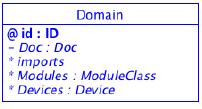 Domain
@ id : ID
- Doc : Doc
* imports
* Modules : ModuleClass
* Devices : Device